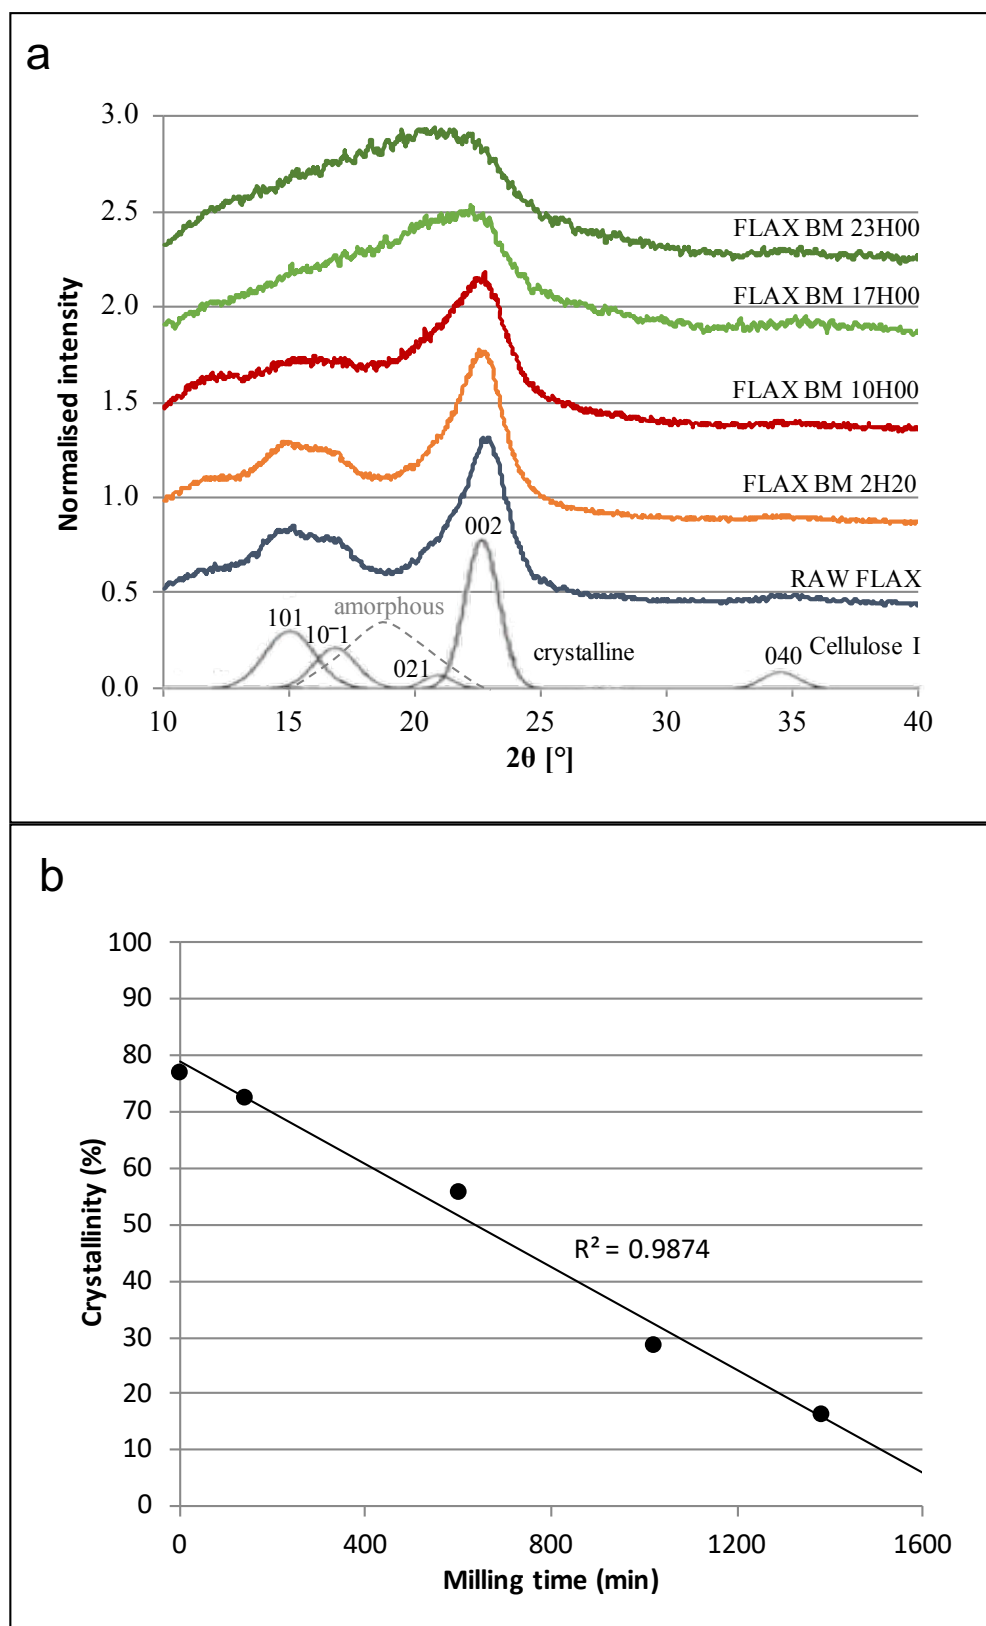 a
3.0
2.5
2.0
1.5
1.0
0.5
0.0
Normalised intensity
FLAX BM 23H00
FLAX BM 17H00
FLAX BM 10H00
FLAX BM 2H20
002
RAW FLAX
amorphous
101
10‾1
021
crystalline
Cellulose I
040
10
15
20
25
30
35
40
2θ [°]
b
100
90
80
70
60
50
40
30
20
10
0
Crystallinity (%)
R² = 0.9874
0
400
800
1200
1600
Milling time (min)